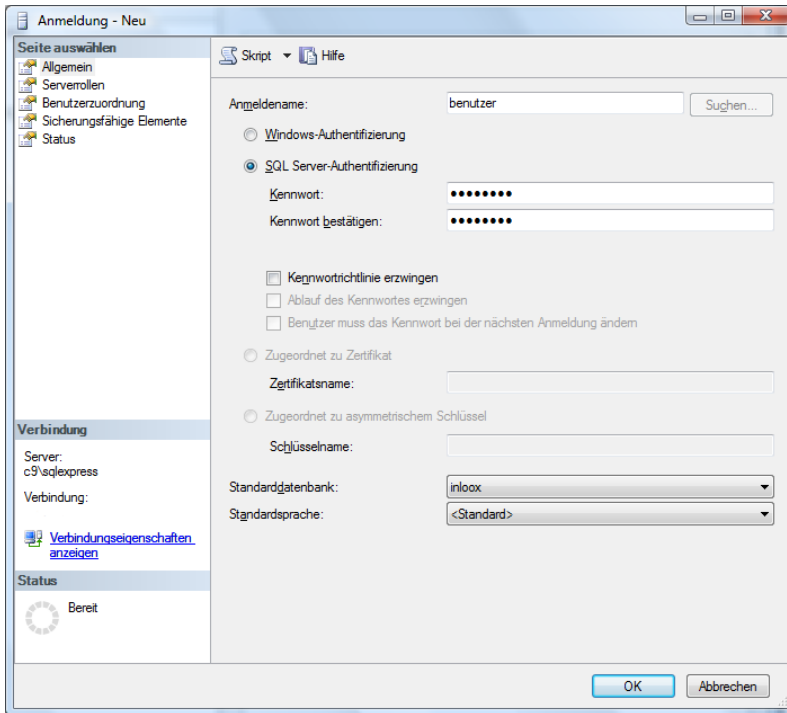 Anmeldung - Neu
Seite auswählen
Allgemein
Serverrollen
Benutzerzuordnung
Sicherungsfähige Elemente
Status
Skript
Hilfe
Anmeldename:
benutzer
Suchen...
Windows-Authentifizierung
SQL Server-Authentifizierung
Kennwort:
●●●●●●●●
Kennwort bestätigen:
●●●●●●●●
Kennwortrichtlinie erzwingen
Ablauf des Kennwortes erzwingen
Benutzer muss das Kennwort bei der nächsten Anmeldung ändern
Zugeordnet zu Zertifikat
Zertifikatsname:
Zugeordnet zu asymmetrischem Schlüssel
Schlüsselname:
Standarddatenbank:
inloox
Standardsprache:
<Standard>
Verbindung
Server:
c9\sqlexpress
Verbindung:
Verbindungseigenschaften
anzeigen
Status
Bereit
OK
Abbrechen